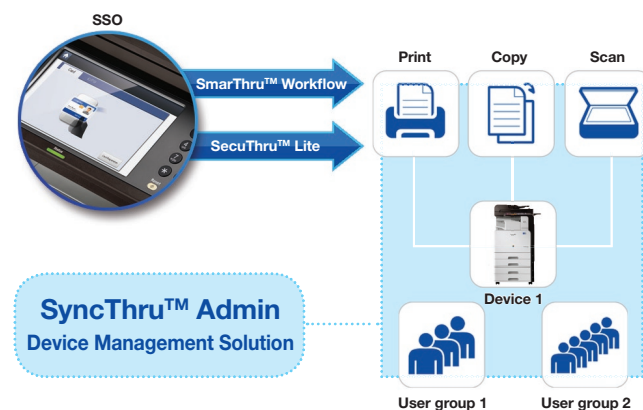 SSO
SmarThru™ Workflow
SecuThru™ Lite
Print
Copy
Scan
Device 1
SyncThru™ Admin
Device Management Solution
User group 1
User group 2